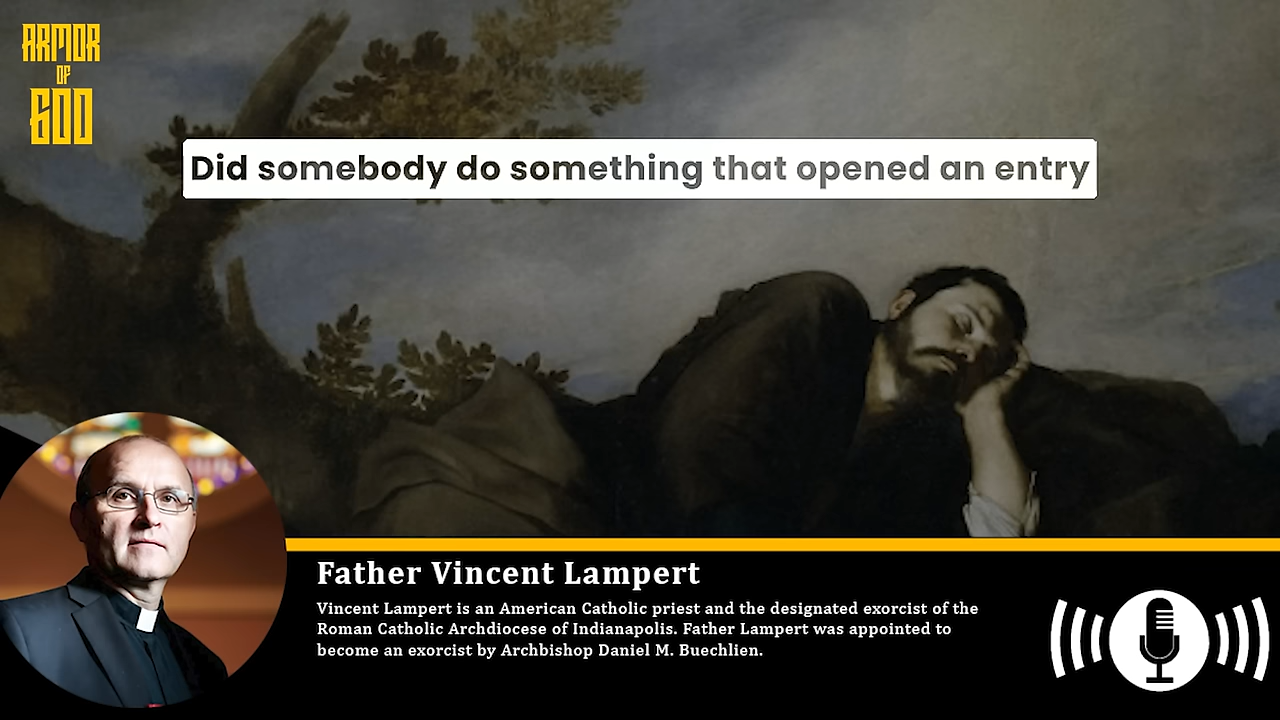 ARMOR
OF
GOD
Did somebody do something that opened an entry
Father Vincent Lampert
Vincent Lampert is an American Catholic priest and the designated exorcist of the
Roman Catholic Archdiocese of Indianapolis. Father Lampert was appointed to
become an exorcist by Archbishop Daniel M. Buechlien.